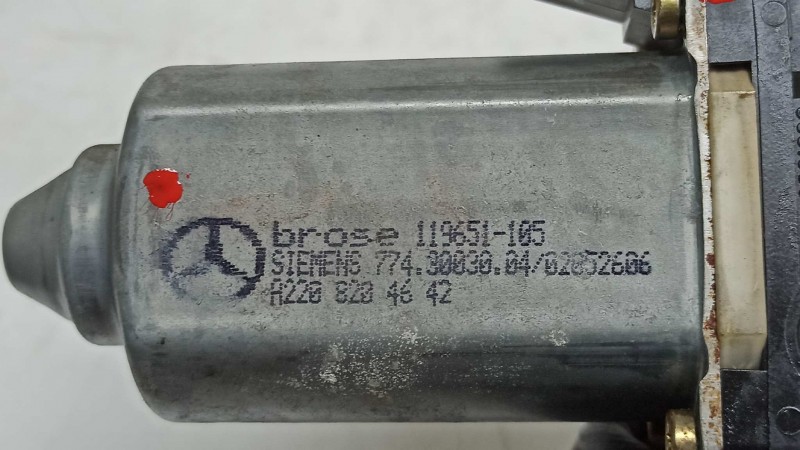 brose 119651-105
SIEMENS 774.30030.04/02052606
A220 820 46 42